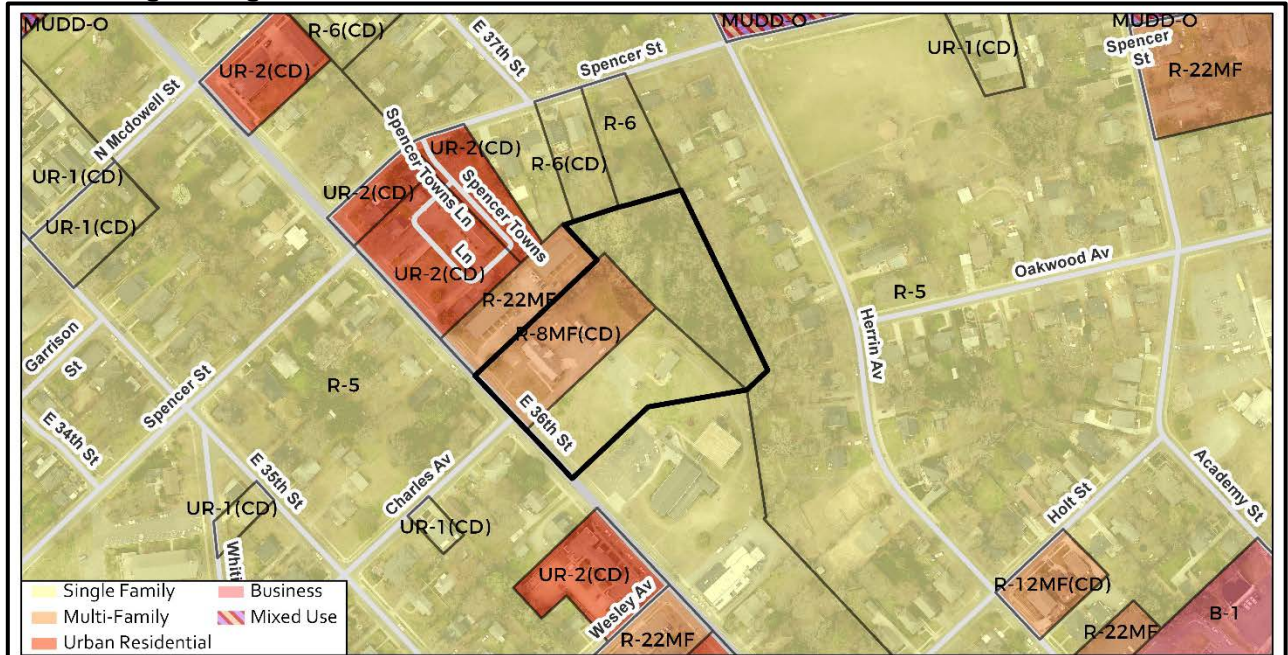 MUDD-O
R-6(CD)
E 37th St
Spencer St
MUDD-O
UR-1(CD)
MUDD-O
Spencer St
R-22MF
UR-2(CD)
N Mcdowell St
UR-2(CD)
R-6
R-6(CD)
UR-1(CD)
UR-1(CD)
UR-2(CD)
Spencer Towns Ln
Spencer Towns
Ln
UR-2(CD)
R-22MF
R-8MF(CD)
Oakwood Av
R-5
Herrin Av
Garrison St
Spencer St
R-5
E 36th St
E 34th St
E 35th St
Charles Av
UR-1(CD)
UR-1(CD)
Holt St
Academy St
UR-2(CD)
Wesley Av
R-22MF
R-12MF(CD)
R-22MF
B-1
Single Family
Business
Multi-Family
Mixed Use
Urban Residential